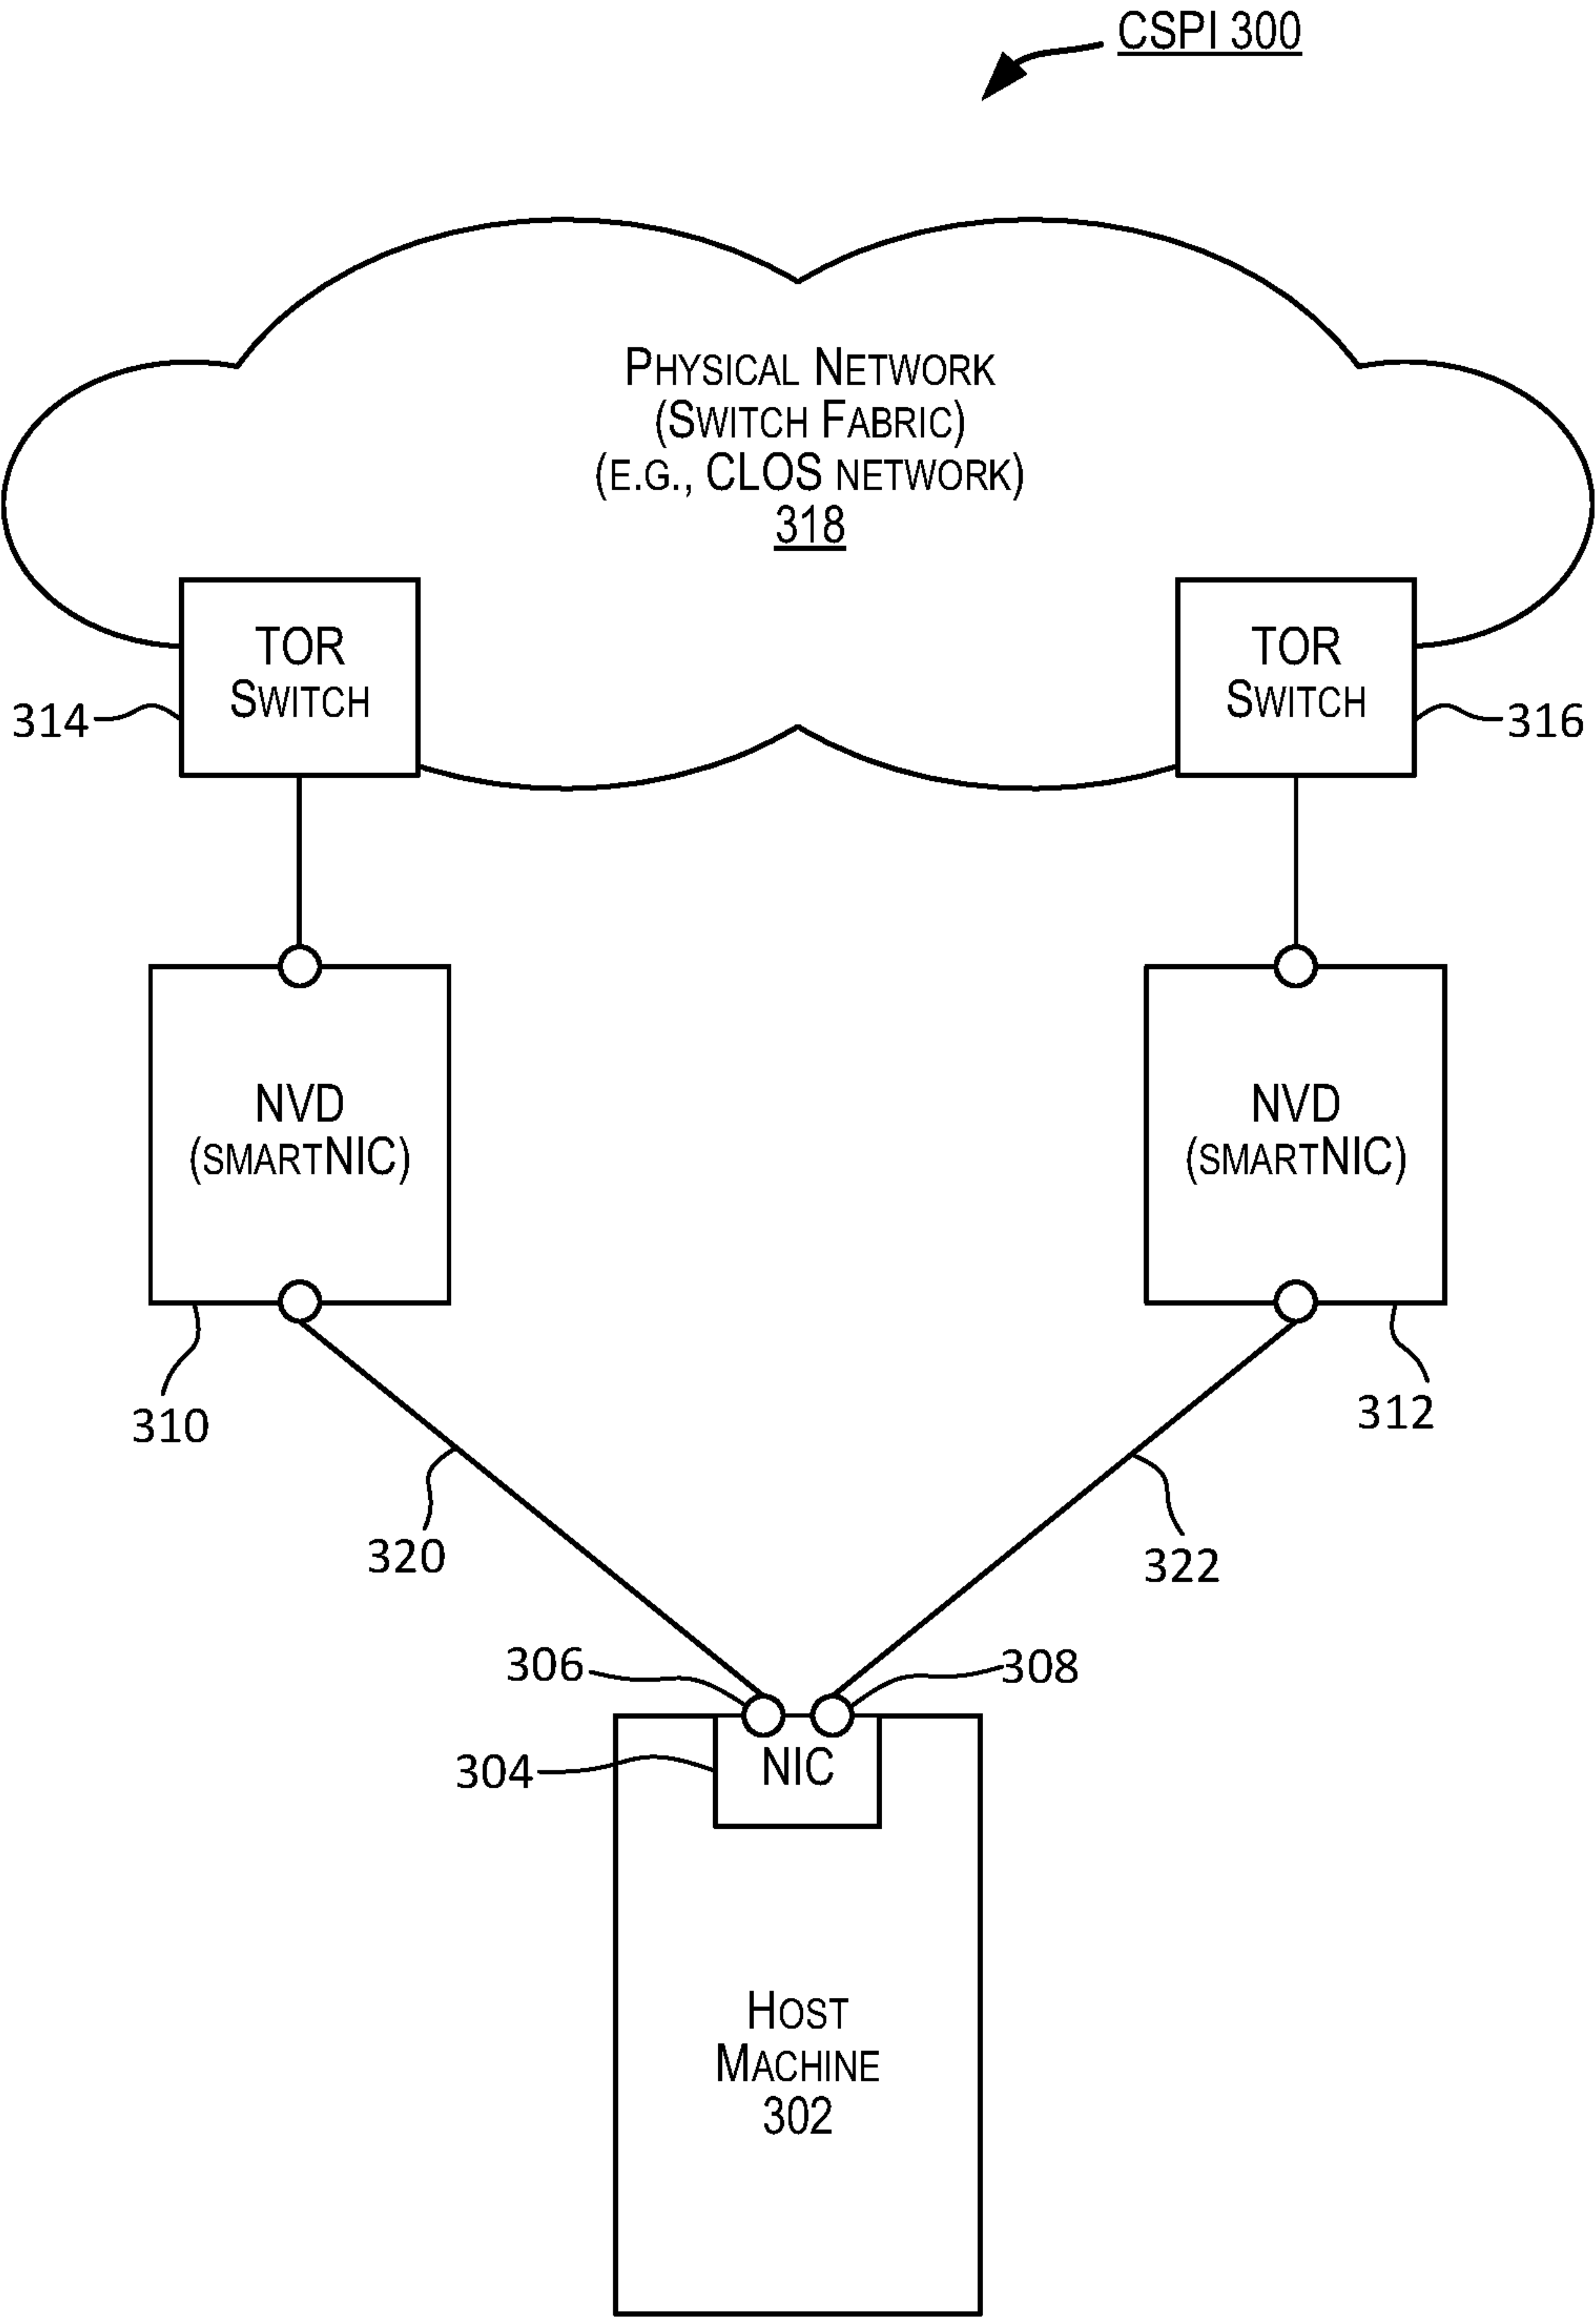 CSPI 300
PHYSICAL NETWORK
(SWITCH FABRIC)
(E.G., CLOS NETWORK)
318
TOR
SWITCH
314
TOR
SWITCH
316
NVD
(SMARTNIC)
NVD
(SMARTNIC)
310
312
320
322
306
308
304
NIC
HOST
MACHINE
302